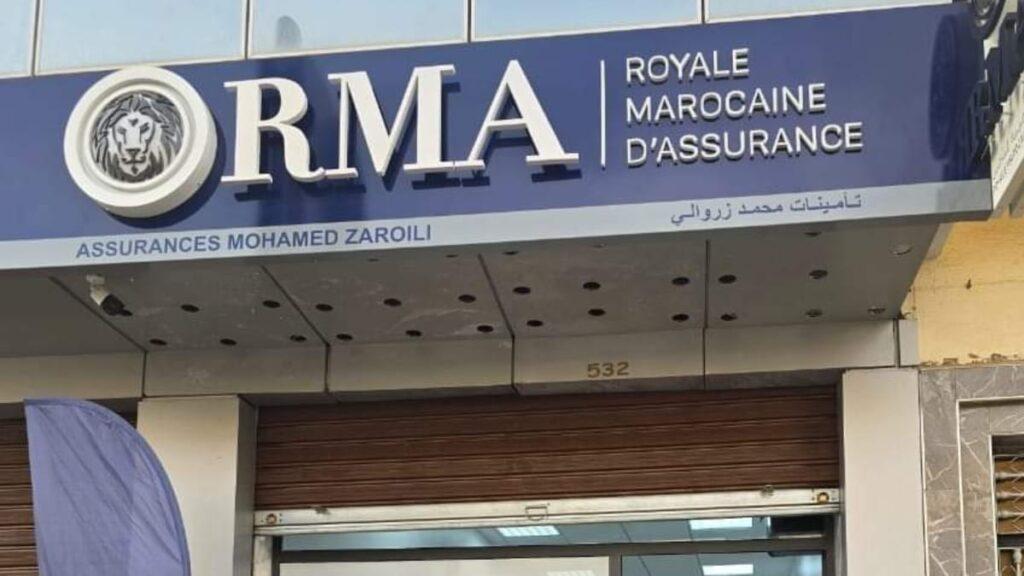 RMA
ROYALE
MAROCAINE
D'ASSURANCE
ASSURANCES MOHAMED ZAROILI
تأمينات محمد زروالي
532